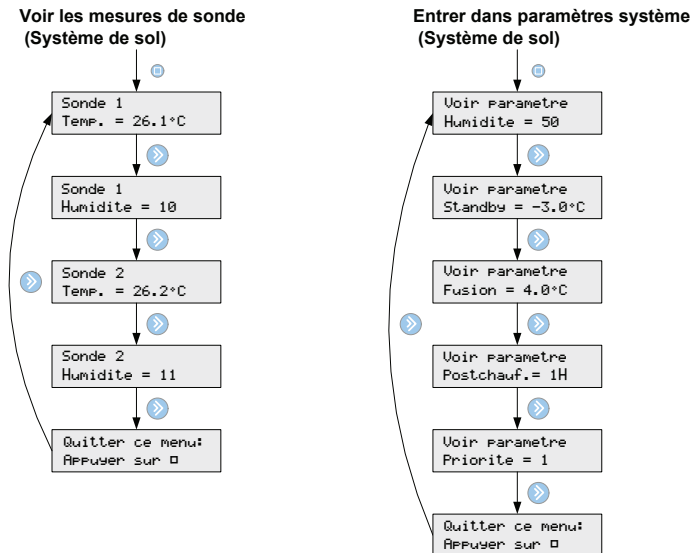 Voir les mesures de sonde
(Système de sol)
Sonde 1
Temp. = 26.1°C
Sonde 1
Humidite = 10
Sonde 2
Temp. = 26.2°C
Sonde 2
Humidite = 11
Quitter ce menu:
Appuyer sur □
Entrer dans paramètres système
(Système de sol)
Voir parametre
Humidite = 50
Voir parametre
Standby = -3.0°C
Voir parametre
Fusion = 4.0°C
Voir parametre
Postchauf.= 1H
Voir parametre
Priorite = 1
Quitter ce menu:
Appuyer sur □